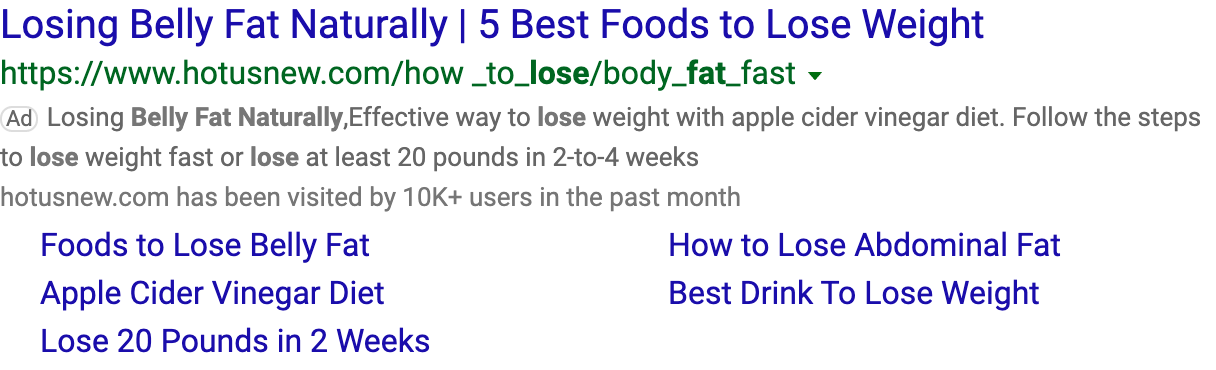 Losing Belly Fat Naturally | 5 Best Foods to Lose Weight
https://www.hotusnew.com/how _to_lose/body_fat_fast
Ad Losing Belly Fat Naturally,Effective way to lose weight with apple cider vinegar diet. Follow the steps
to lose weight fast or lose at least 20 pounds in 2-to-4 weeks
hotusnew.com has been visited by 10K+ users in the past month
Foods to Lose Belly Fat
How to Lose Abdominal Fat
Apple Cider Vinegar Diet
Best Drink To Lose Weight
Lose 20 Pounds in 2 Weeks